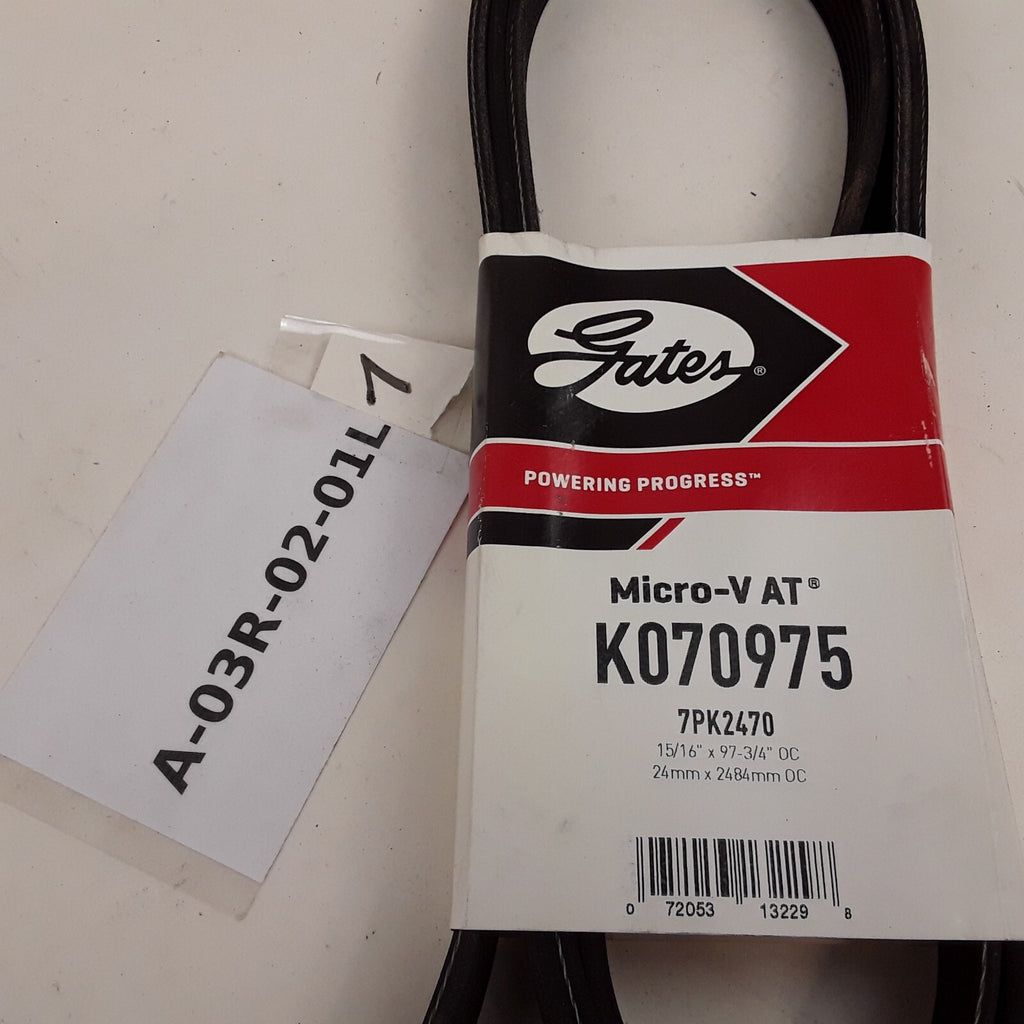 A-03R-02-01L
7
Gates®
POWERING PROGRESS™
Micro-V AT®
K070975
7PK2470
15/16" x 97-3/4" OC
24mm x 2484mm OC
0 72053 13229 8